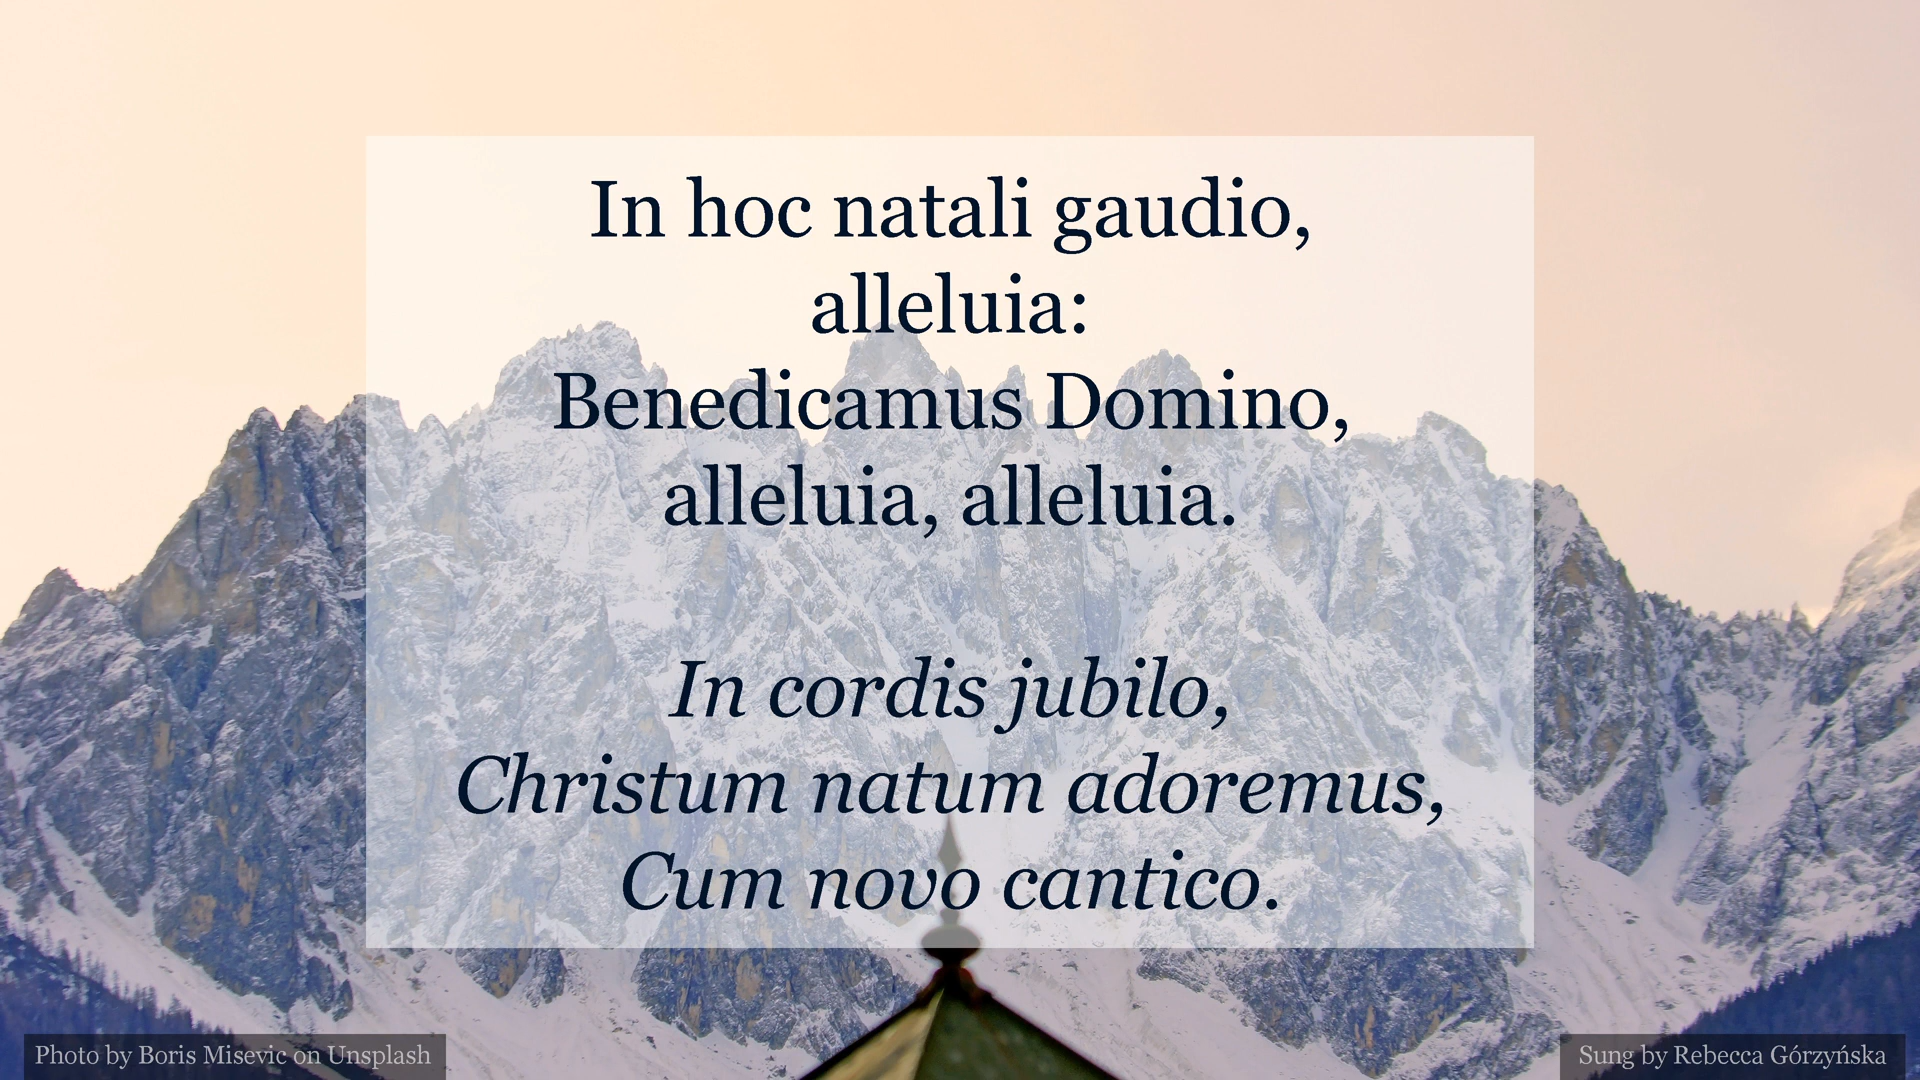 In hoc natali gaudio,
alleluia:
Benedicamus Domino,
alleluia, alleluia.
In cordis jubilo,
Christum natum adoremus,
Cum novo cantico.
Photo by Boris Misevic on Unsplash
Sung by Rebecca Górzyńska